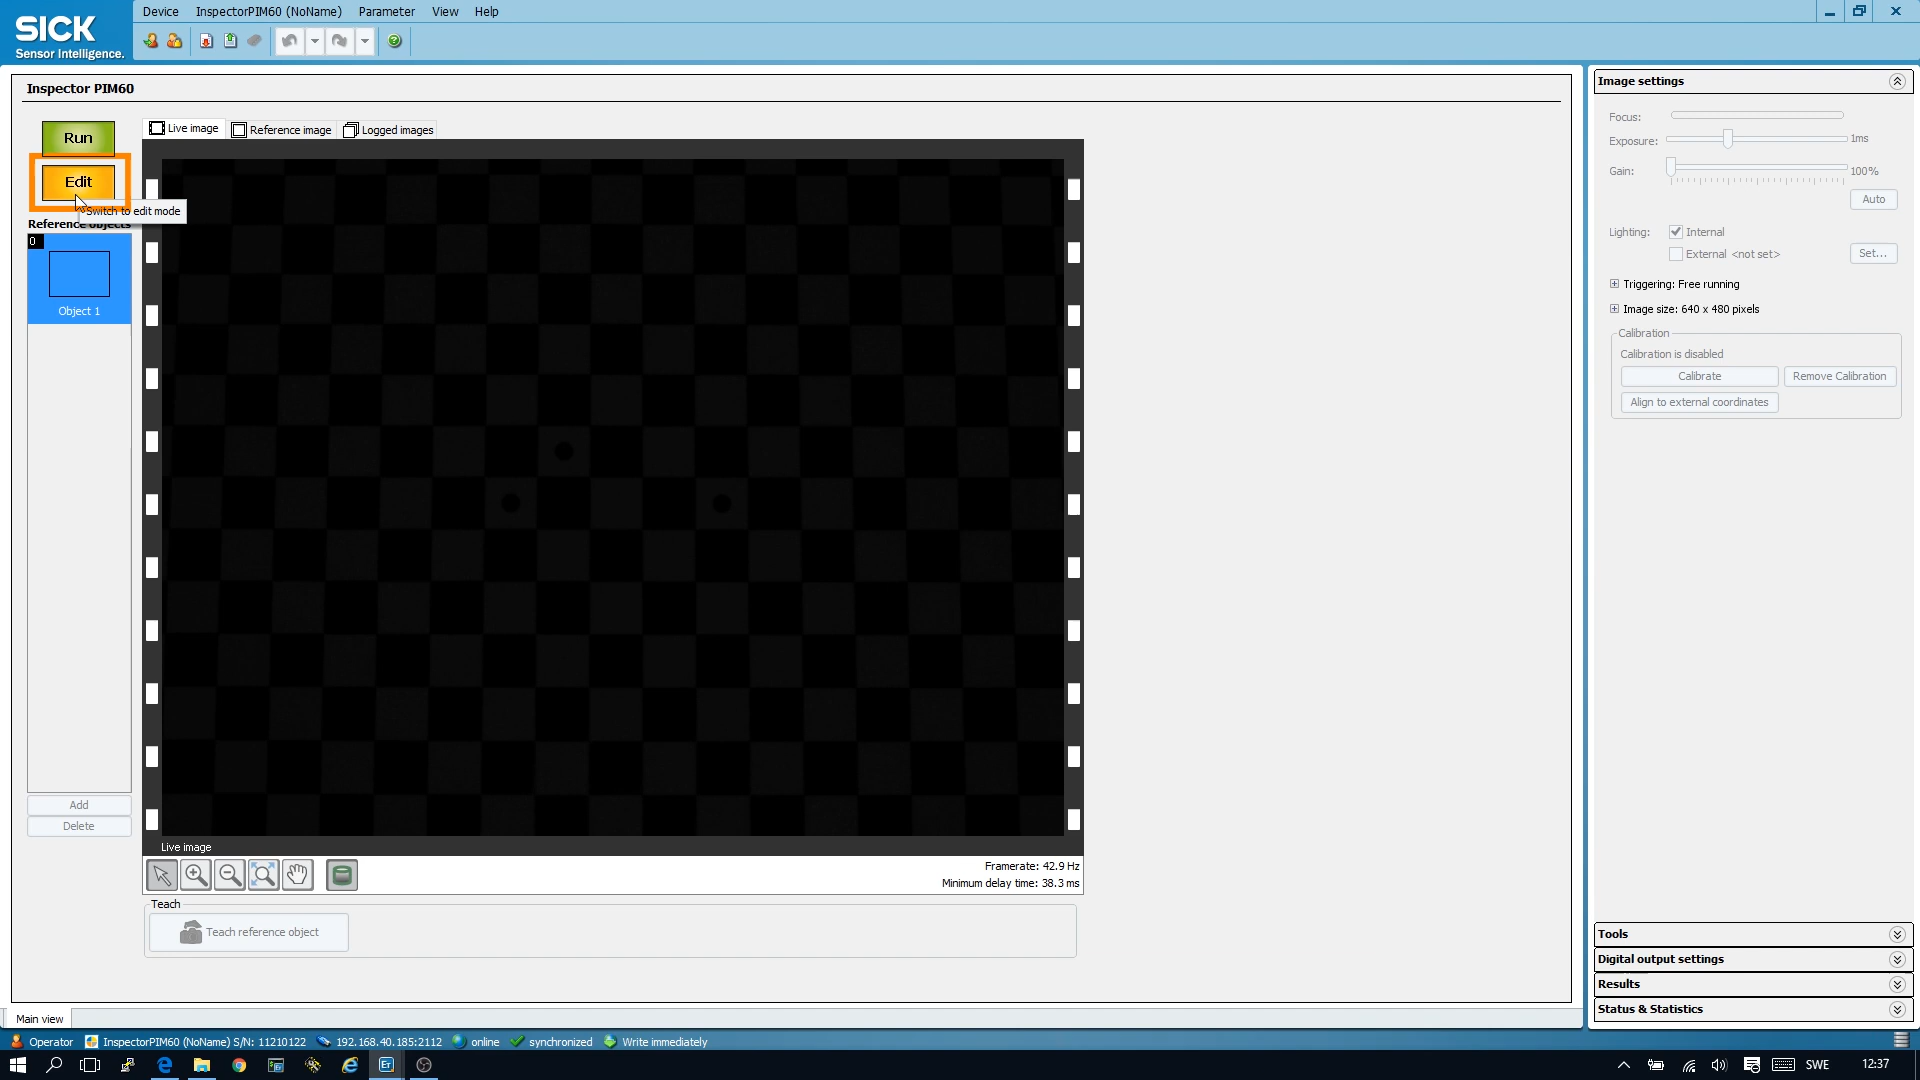 SICK
Sensor Intelligence.
Device InspectorPIM60 (NoName) Parameter View Help
Inspector PIM60
Run
Edit
Switch to edit mode
Reference objects
0
Object 1
Add
Delete
Live image Reference image Logged images
Live image
Framerate: 42.9 Hz
Minimum delay time: 38.3 ms
Teach
Teach reference object
Main view
Image settings
Focus:
Exposure: 1ms
Gain: 100%
Auto
Lighting: Internal
External <not set> Set...
Triggering: Free running
Image size: 640 x 480 pixels
Calibration
Calibration is disabled
Calibrate Remove Calibration
Align to external coordinates
Tools
Digital output settings
Results
Status & Statistics
Operator InspectorPIM60 (NoName) S/N: 11210122 192.168.40.185:2112 online synchronized Write immediately
SWE 12:37